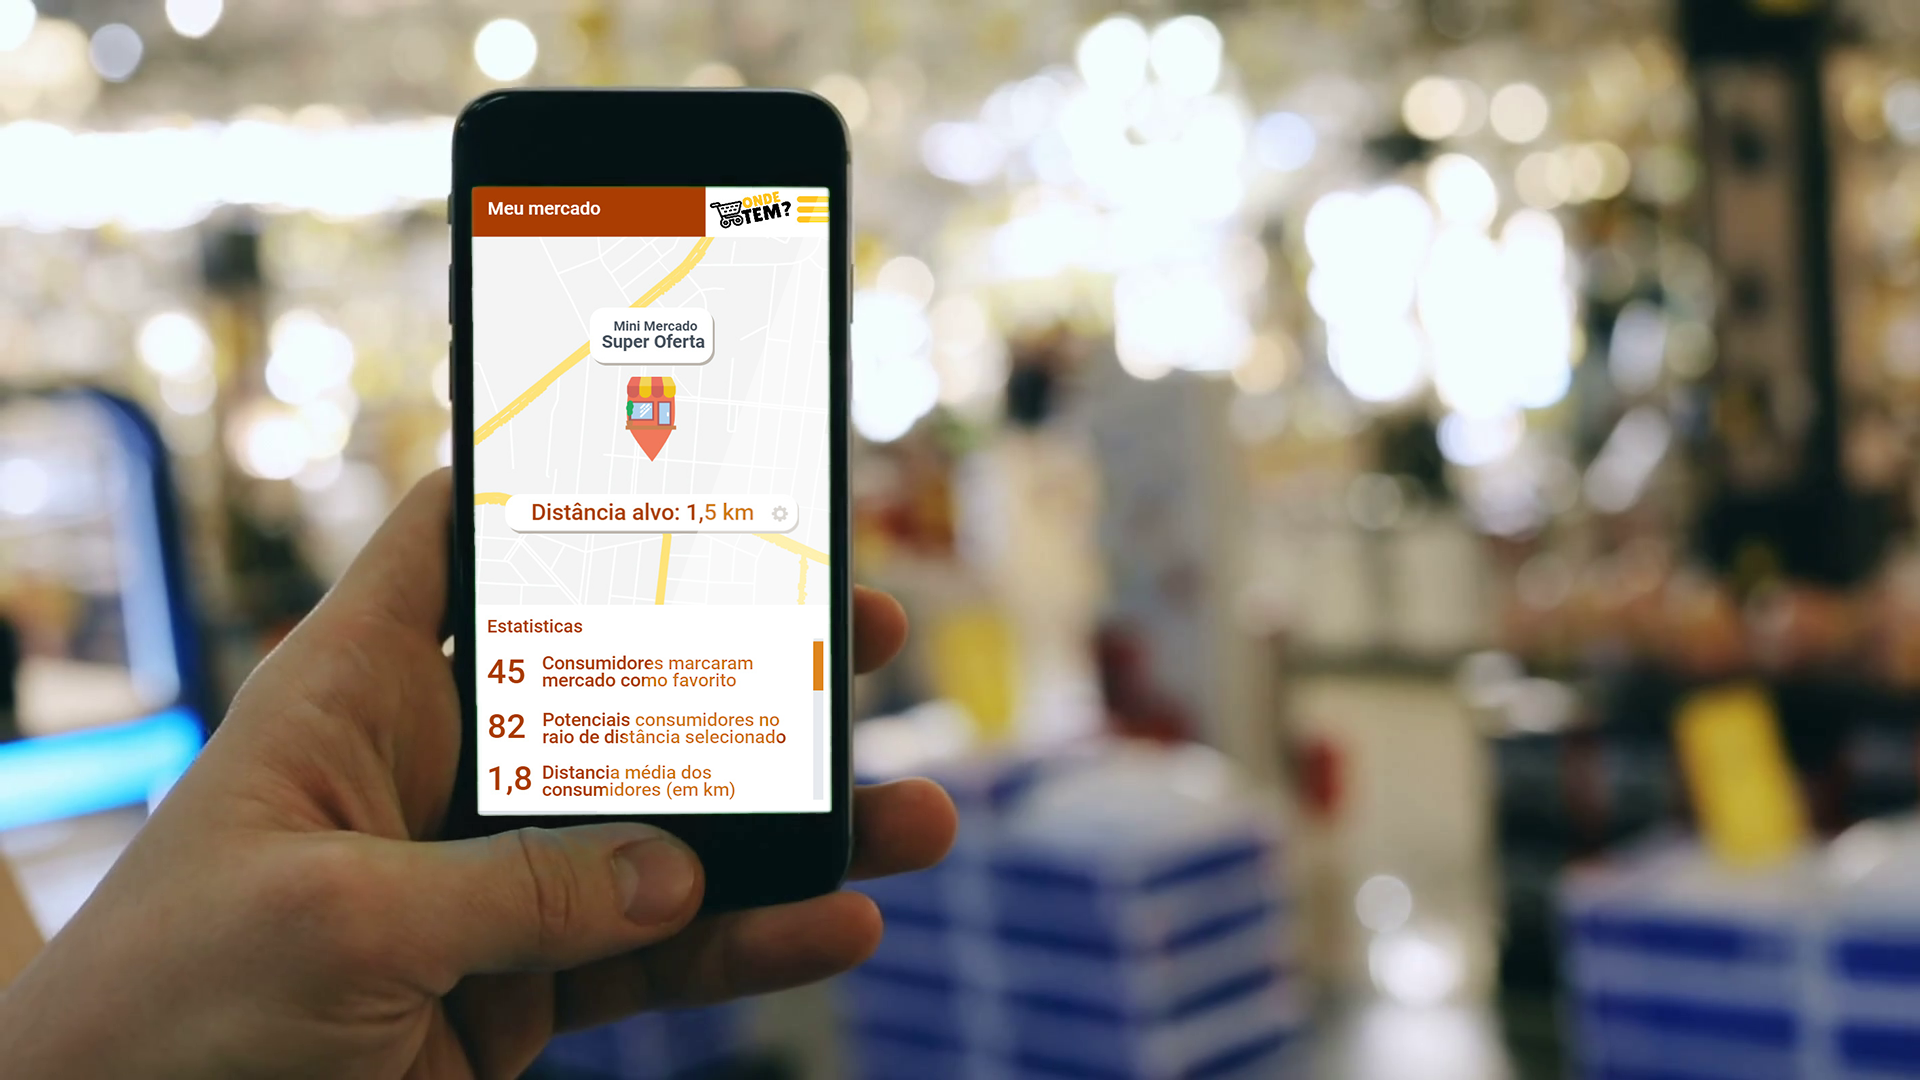 Meu mercado
ONDE
TEM?
Mini Mercado
Super Oferta
Distância alvo: 1,5 km
Estatisticas
45 Consumidores marcaram
mercado como favorito
82 Potenciais consumidores no
raio de distância selecionado
1,8 Distancia média dos
consumidores (em km)